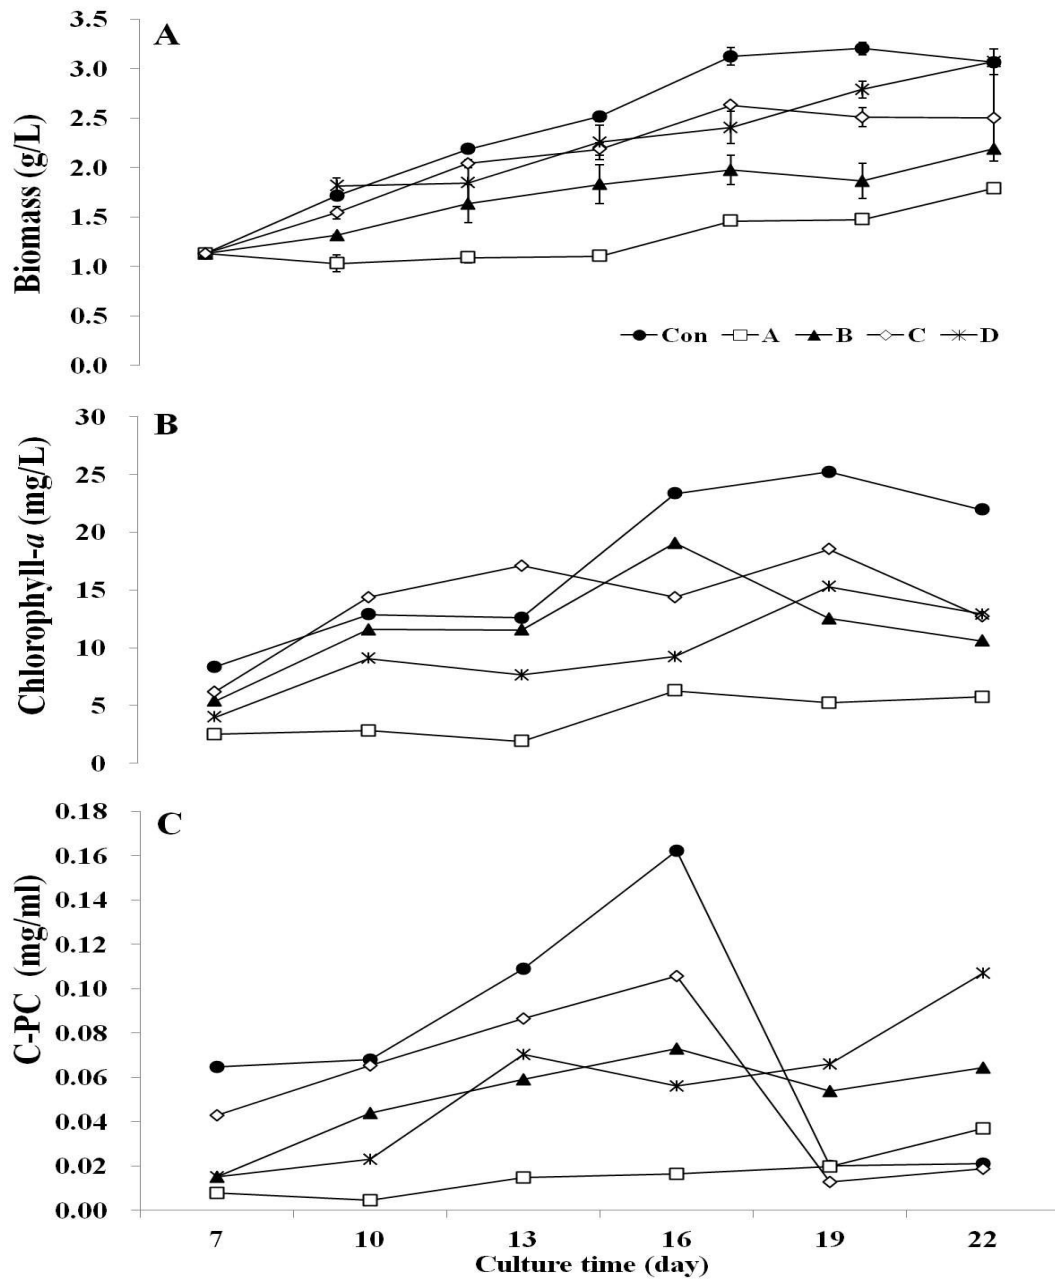 A
Biomass (g/L)
3.5
3.0
2.5
2.0
1.5
1.0
0.5
0.0
Con A B C D
B
Chlorophyll-a (mg/L)
30
25
20
15
10
5
0
C
C-PC (mg/ml)
0.18
0.16
0.14
0.12
0.10
0.08
0.06
0.04
0.02
0.00
7 10 13 16 19 22
Culture time (day)